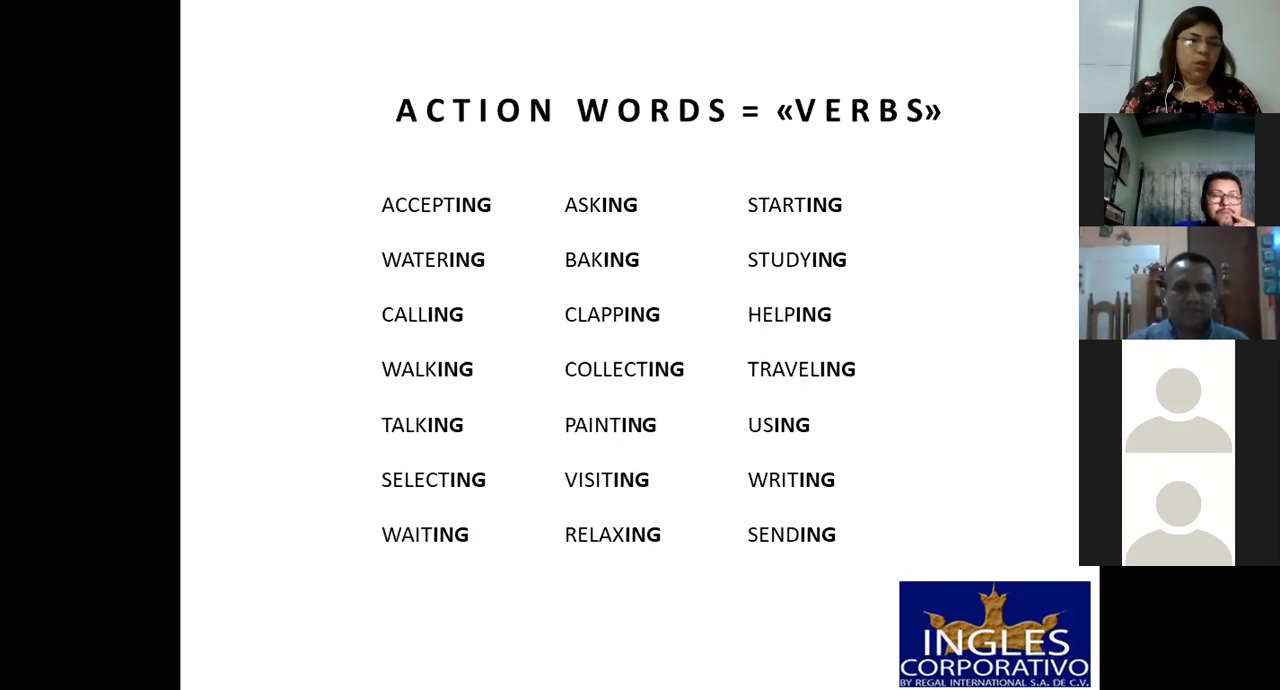 ACTION WORDS = «VERBS»
ACCEPTING ASKING STARTING
WATERING BAKING STUDYING
CALLING CLAPPING HELPING
WALKING COLLECTING TRAVELING
TALKING PAINTING USING
SELECTING VISITING WRITING
WAITING RELAXING SENDING
INGLES
CORPORATIVO
BY REGAL INTERNATIONAL S.A. DE C.V.